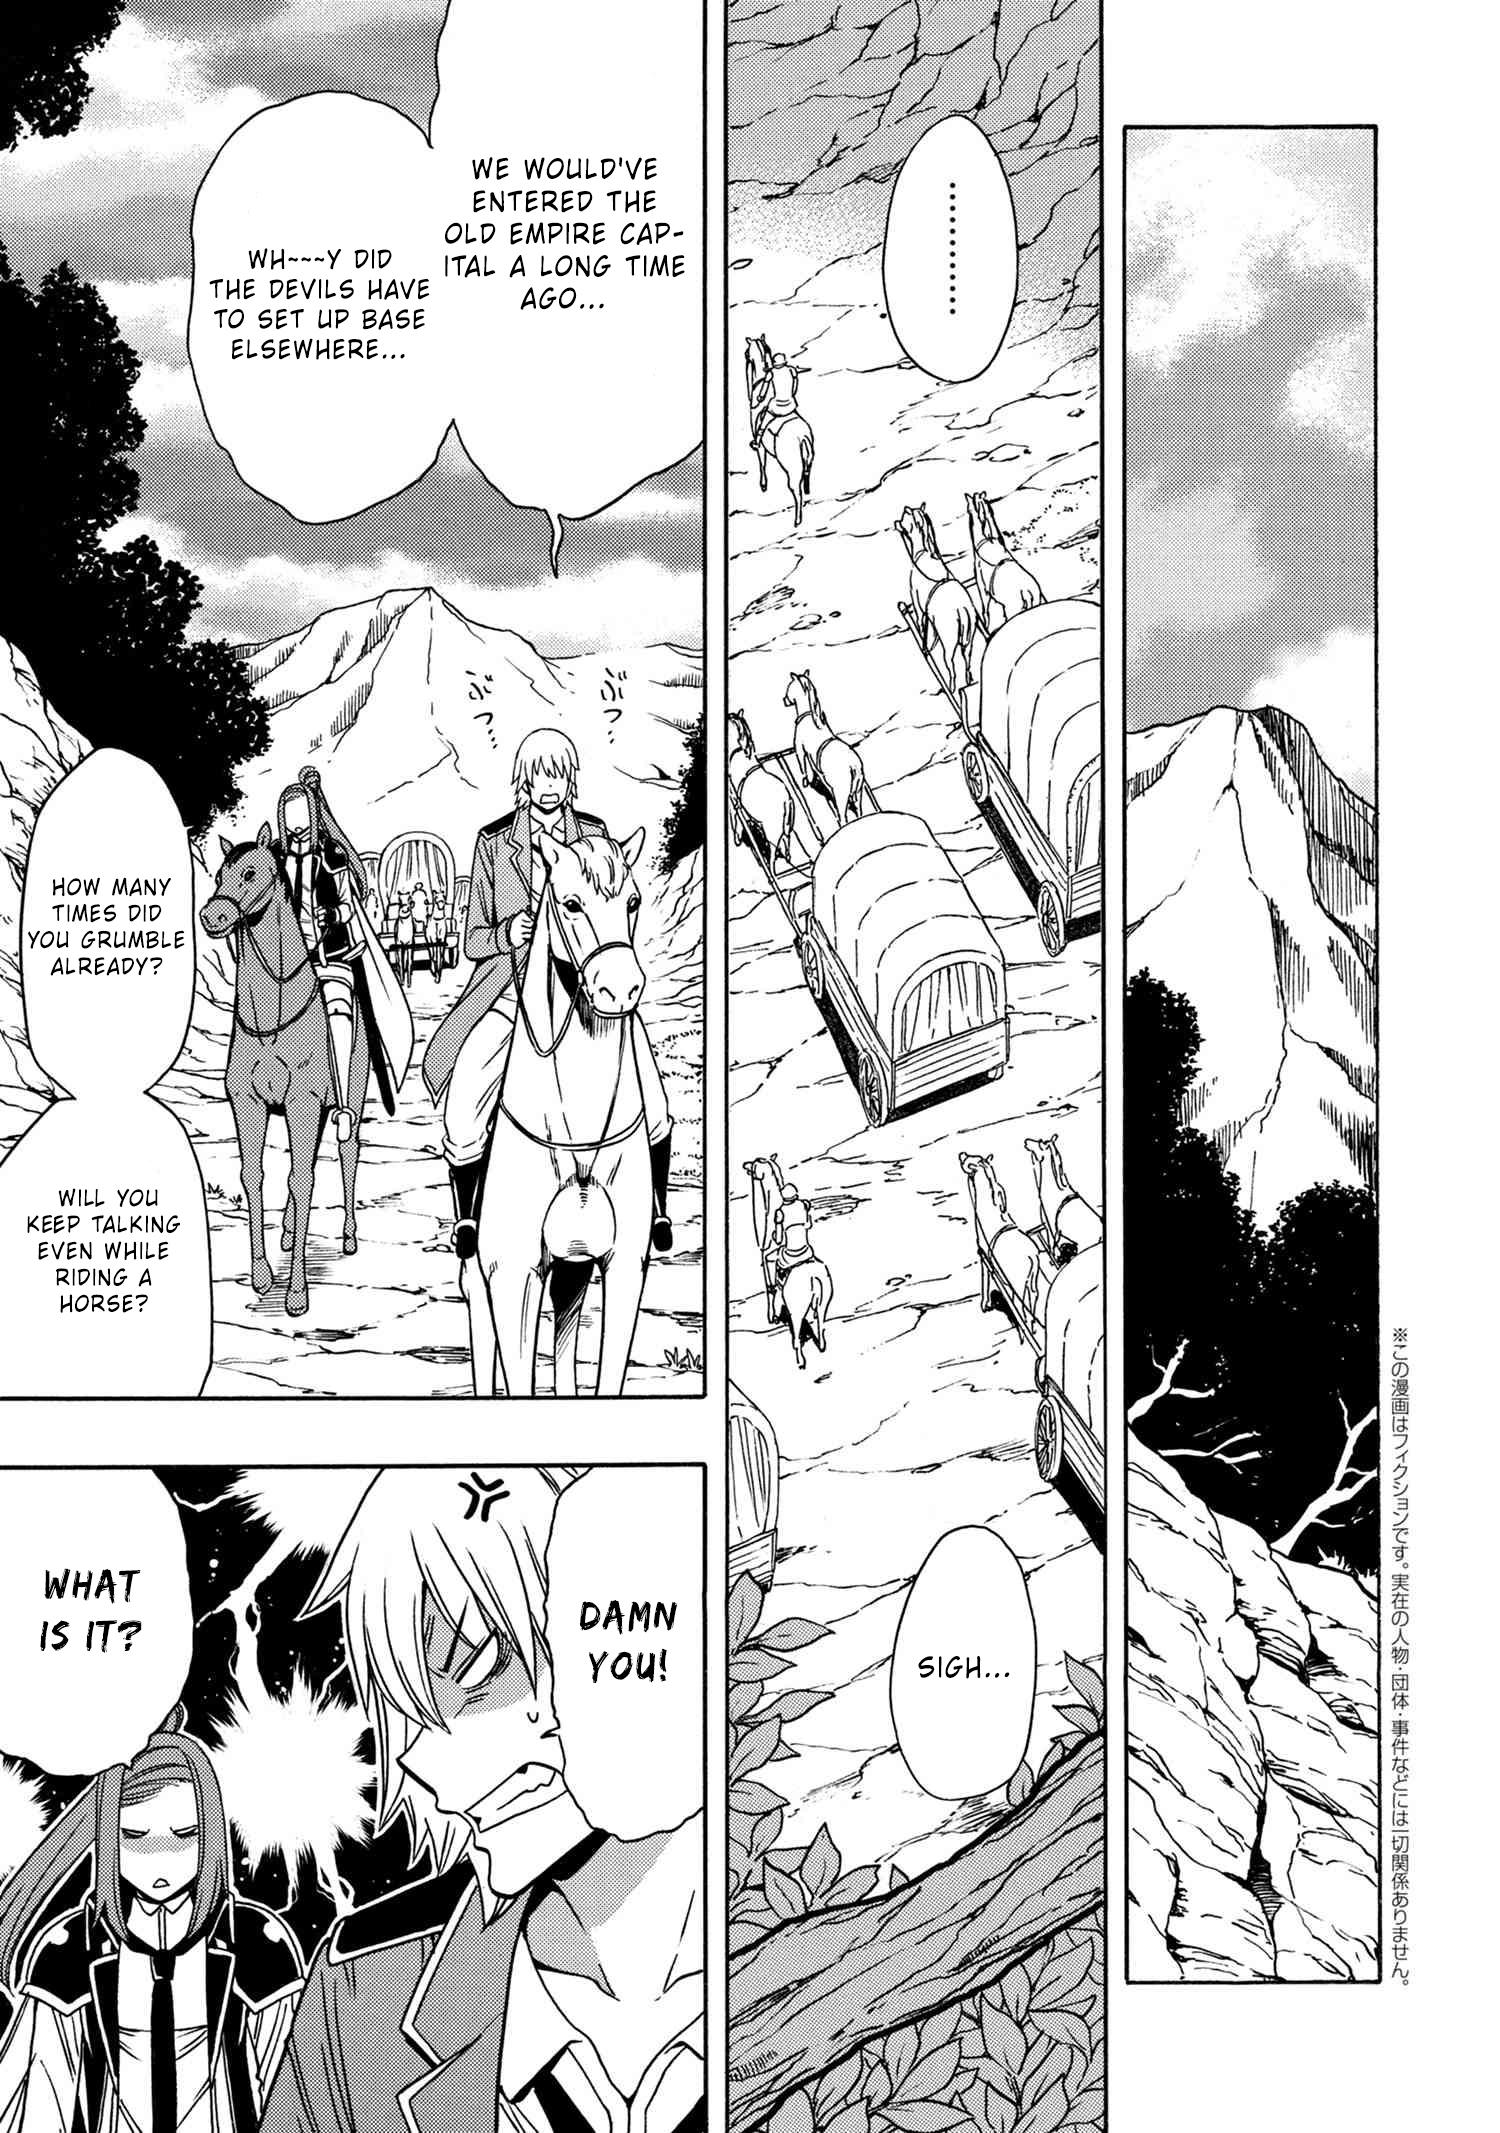 ※この漫画はフィクションです。実在の人物・団体・事件などには一切関係ありません。
…………
SIGH...
WE WOULD'VE
ENTERED THE
OLD EMPIRE CAP-
ITAL A LONG TIME
AGO...
WH~~~Y DID
THE DEVILS HAVE
TO SET UP BASE
ELSEWHERE...
ぶつ
ぶつ
HOW MANY
TIMES DID
YOU GRUMBLE
ALREADY?
WILL YOU
KEEP TALKING
EVEN WHILE
RIDING A
HORSE?
DAMN
YOU!
WHAT
IS IT?